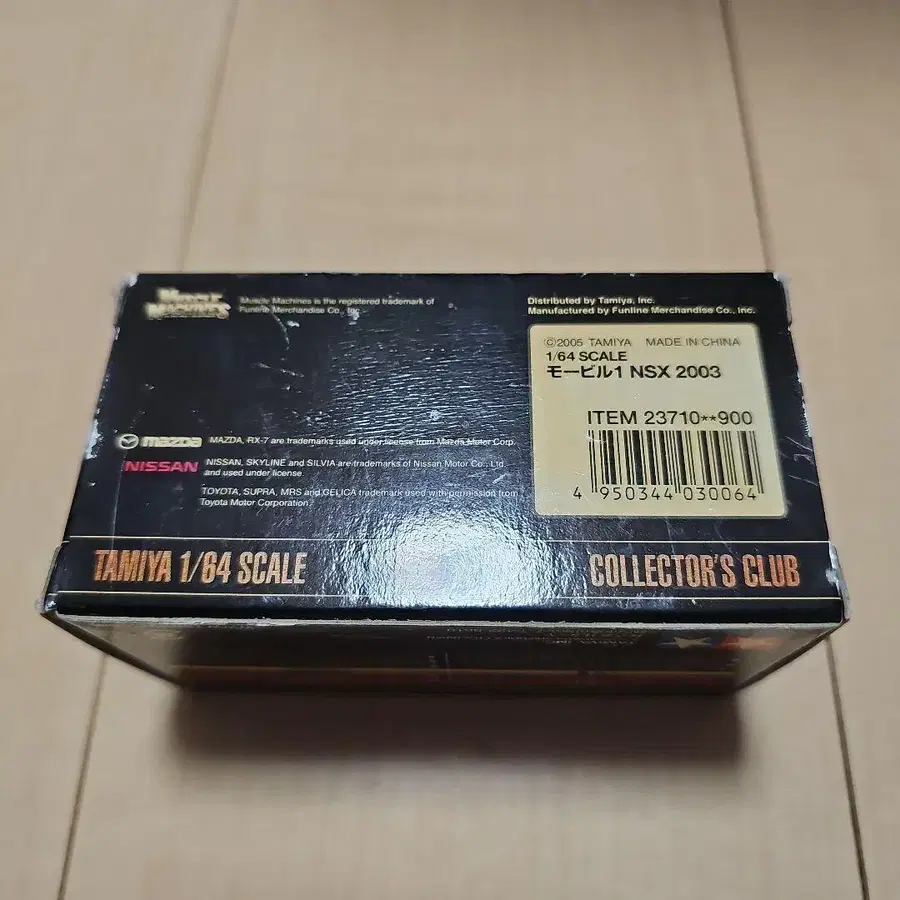 MUSCLE MACHINES
Muscle Machines is the registered trademark of
Funline Merchandise Co., Inc.
Distributed by Tamiya, Inc.
Manufactured by Funline Merchandise Co., Inc.
©2005 TAMIYA MADE IN CHINA
1/64 SCALE
モービル1 NSX 2003
ITEM 23710**900
4 950344 030064
mazda MAZDA, RX-7 are trademarks used under license from Mazda Motor Corp.
NISSAN NISSAN, SKYLINE and SILVIA are trademarks of Nissan Motor Co., Ltd.
and used under license.
TOYOTA, SUPRA, MRS and CELICA trademark used with permission from
Toyota Motor Corporation
TAMIYA 1/64 SCALE
COLLECTOR'S CLUB